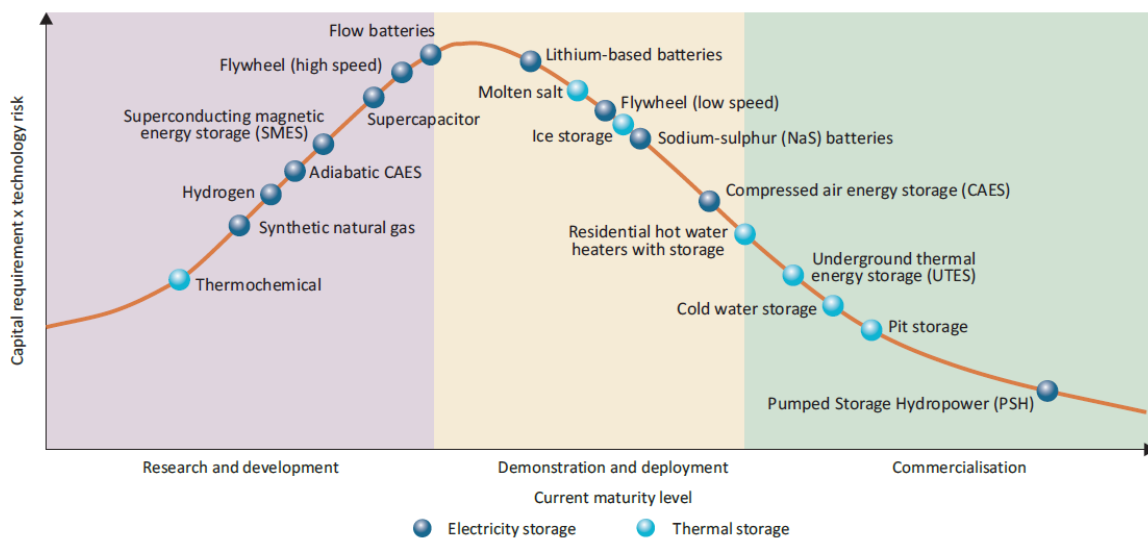 Capital requirement x technology risk
Flow batteries
Flywheel (high speed)
Supercapacitor
Superconducting magnetic
energy storage (SMES)
Adiabatic CAES
Hydrogen
Synthetic natural gas
Thermochemical
Lithium-based batteries
Molten salt
Flywheel (low speed)
Ice storage
Sodium-sulphur (NaS) batteries
Compressed air energy storage (CAES)
Residential hot water
heaters with storage
Underground thermal
energy storage (UTES)
Cold water storage
Pit storage
Pumped Storage Hydropower (PSH)
Research and development
Demonstration and deployment
Commercialisation
Current maturity level
Electricity storage
Thermal storage